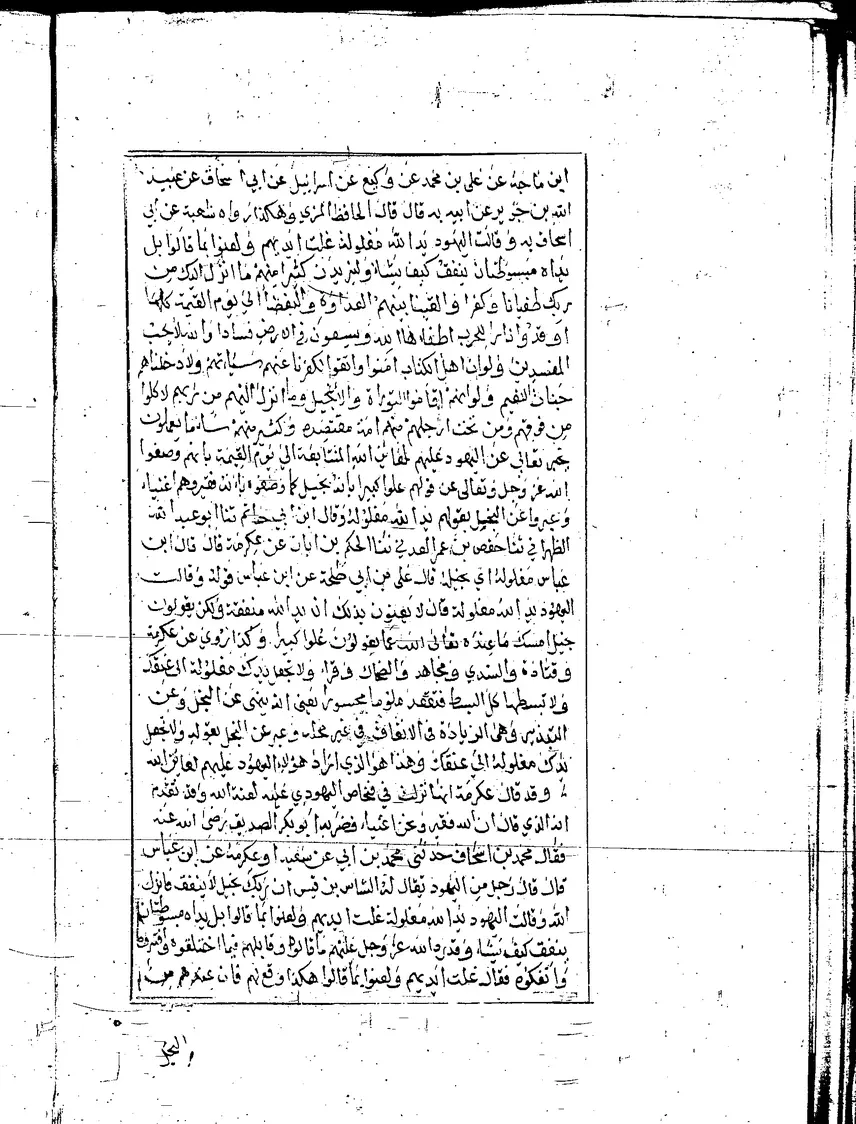 ابن ماجة عن علي بن محمد عن وكيع عن اسرائيل عن ابي اسحاق عن عبيد
الله بن جرير عن ابيه به قال قال الحافظ المزي وهكذا رواه شعبة عن أبي
اسحاق به وقالت اليهود يد الله مغلولة غلت ايديهم ولعنوا بما قالوا بل
يداه مبسوطتان ينفق كيف يشاء وليزيدن كثيرا منهم ما انزل اليك من
ربك طغيانا وكفرا والقينا بينهم العداوة والبغضا الى يوم القيمة كلما
اوقدوا نارا للحرب اطفاها الله ويسعون في الارض فسادا والله لا يحب
المفسدين ولو ان اهل الكتاب امنوا واتقوا لكفرنا عنهم سيئاتهم ولادخلناهم
جنات النعيم ولو انهم اقاموا التوراة والانجيل وما انزل اليهم من ربهم لاكلوا
من فوقهم ومن تحت ارجلهم منهم امة مقتصده وكثير منهم ساء ما يعملون
يخبر تعالى عن اليهود عليهم لعائن الله المتتابعة الى يوم القيمة بانهم وصفوا
الله عز وجل وتعالى عن قولهم علوا كبيرا بانه بخيل كما وصفوه بانه فقير وهم اغنياء
وعبروا عن البخيل بقولهم يد الله مغلولة وقال ابن ابي حاتم ثنا ابو عبد الله
الطهراني ثنا حفص بن عمر العدني ثنا الحكم بن ابان عن عكرمة قال قال ابن
عباس مغلولة اي بخيلة قال علي بن ابي طلحة عن ابن عباس قوله وقالت
اليهود يد الله مغلولة قال لا يعنون بذلك ان يد الله منفقة ولكن يقولون
بخيل امسك ما عنده تعالى الله عما يقولون علوا كبيرا وكذا روي عن عكرمة
وقتادة والسدي ومجاهد والضحاك وقرا ولا تجعل يدك مغلولة الى عنقك
ولا تبسطها كل البسط فتقعد ملوما محسورا يعني انه ينهى عن البخل وعن
التبذير وهي الزيادة في الانفاق في غير محله وعبر عن البخل بقوله ولا تجعل
يدك مغلولة الى عنقك وهذا هو الذي اراد هولاء اليهود عليهم لعائن الله
وقد قال عكرمة انها نزلت في فنحاص اليهودي عليه لعنة الله وقد تقدم
انه الذي قال ان الله فقير ونحن اغنياء فضربه ابو بكر الصديق رضي الله عنه
فقال محمد بن اسحاق حدثني محمد بن ابي عن سعيد او عكرمة عن ابن عباس
قال قال رجل من اليهود يقال له الشاس بن قيس ان ربك بخيل لا ينفق فانزل
الله وقالت اليهود يد الله مغلولة غلت ايديهم ولعنوا بما قالوا بل يداه مبسوطتان
ينفق كيف يشاء وقد رد الله عز وجل عليهم ما قالوا وقابلهم فيما اختلقوه وافتروه
وائتفكوه فقال غلت ايديهم ولعنوا بما قالوا هكذا وقع لهم فان عندهم من
البخل